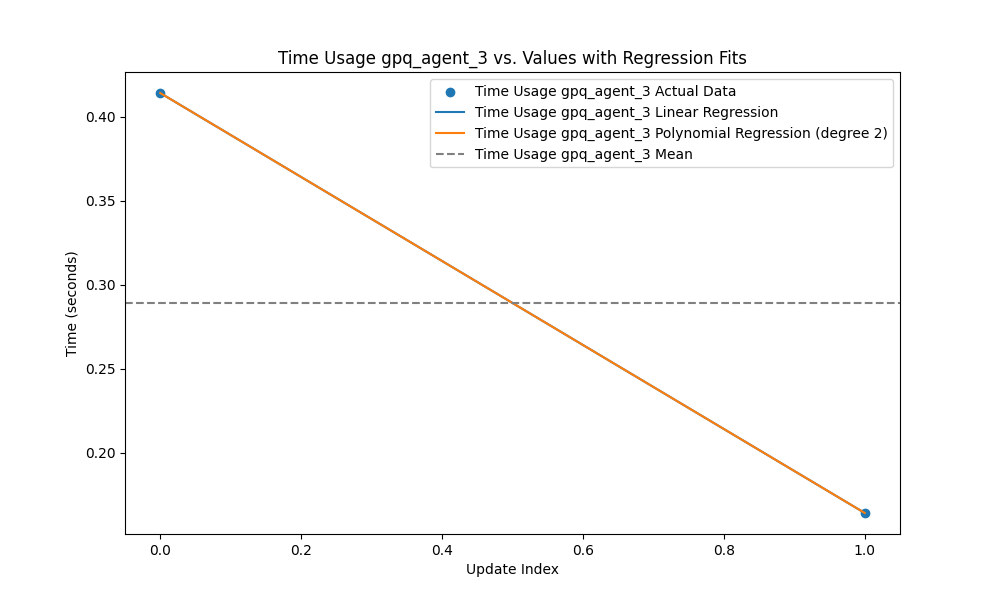 Time Usage gpq_agent_3 vs. Values with Regression Fits
Time Usage gpq_agent_3 Actual Data
Time Usage gpq_agent_3 Linear Regression
Time Usage gpq_agent_3 Polynomial Regression (degree 2)
Time Usage gpq_agent_3 Mean
Time (seconds)
0.40
0.35
0.30
0.25
0.20
0.0 0.2 0.4 0.6 0.8 1.0
Update Index